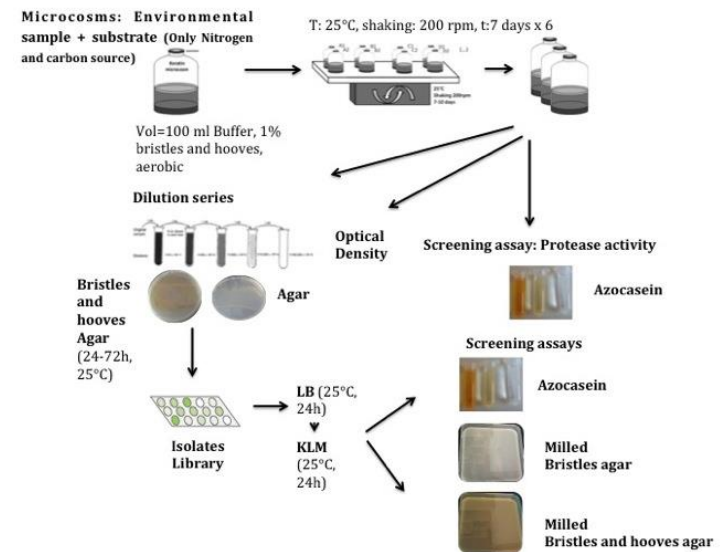 Microcosms: Environmental
sample + substrate (Only Nitrogen
and carbon source)
T: 25°C, shaking: 200 rpm, t:7 days x 6
Vol=100 ml Buffer, 1%
bristles and hooves,
aerobic
Dilution series
Optical
Density
Screening assay: Protease activity
Azocasein
Bristles
and
hooves
Agar
(24-72h,
25°C)
Agar
Screening assays
Azocasein
Isolates
Library
LB (25°C,
24h)
KLM
(25°C,
24h)
Milled
Bristles agar
Milled
Bristles and hooves agar